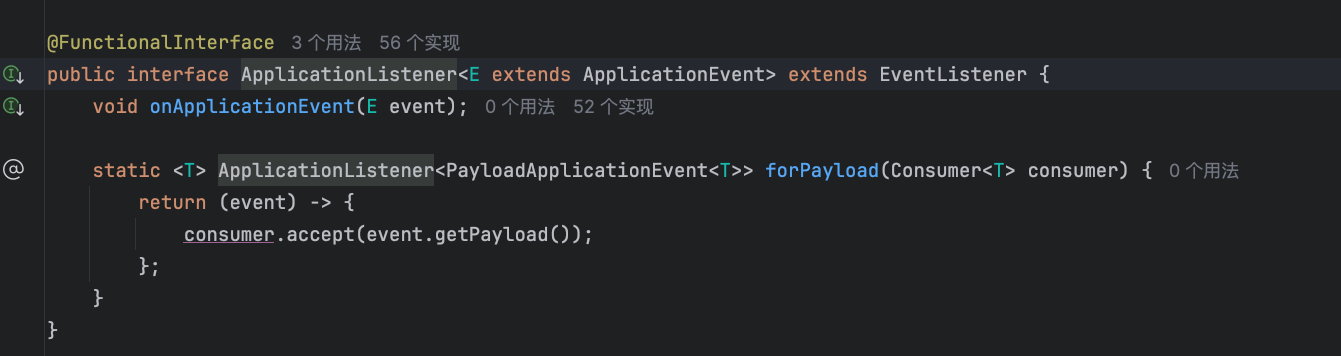 @FunctionalInterface 3 个用法 56 个实现
public interface ApplicationListener<E extends ApplicationEvent> extends EventListener {
void onApplicationEvent(E event); 0 个用法 52 个实现
static <T> ApplicationListener<PayloadApplicationEvent<T>> forPayload(Consumer<T> consumer) { 0 个用法
return (event) -> {
consumer.accept(event.getPayload());
};
}
}